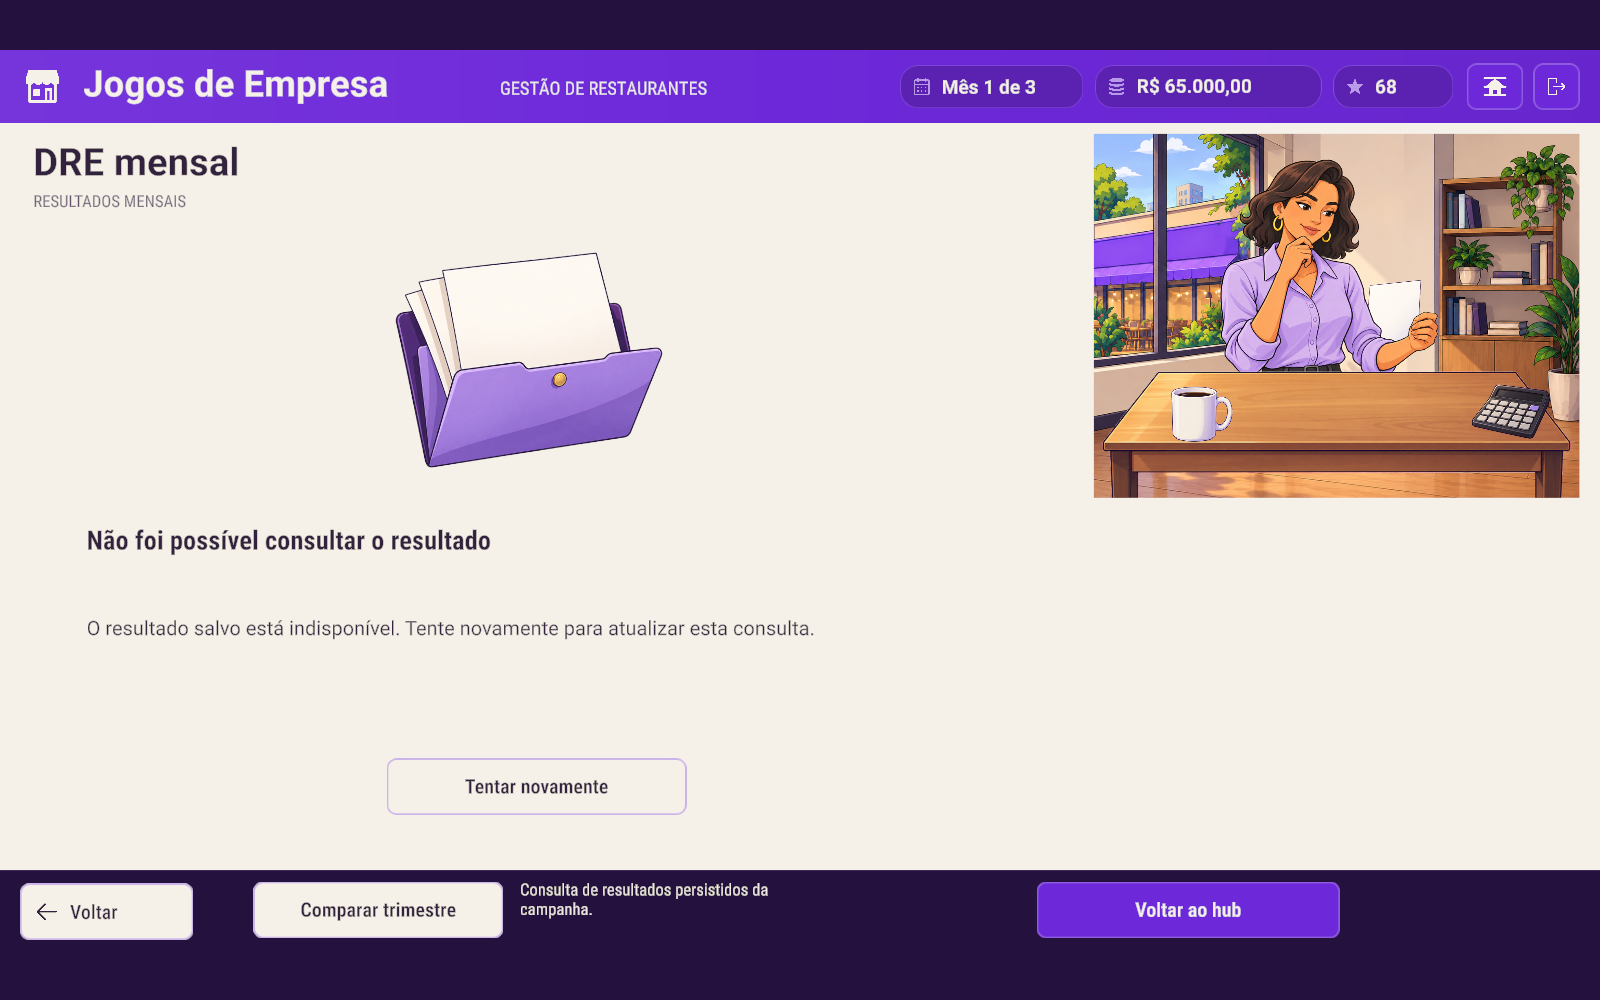 Jogos de Empresa
GESTÃO DE RESTAURANTES
Mês 1 de 3
R$ 65.000,00
68
DRE mensal
RESULTADOS MENSAIS
Não foi possível consultar o resultado
O resultado salvo está indisponível. Tente novamente para atualizar esta consulta.
Tentar novamente
Voltar
Comparar trimestre
Consulta de resultados persistidos da
campanha.
Voltar ao hub